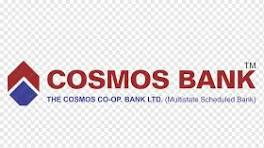 TM
COSMOS BANK
THE COSMOS CO-OP. BANK LTD. (Multistate Scheduled Bank)